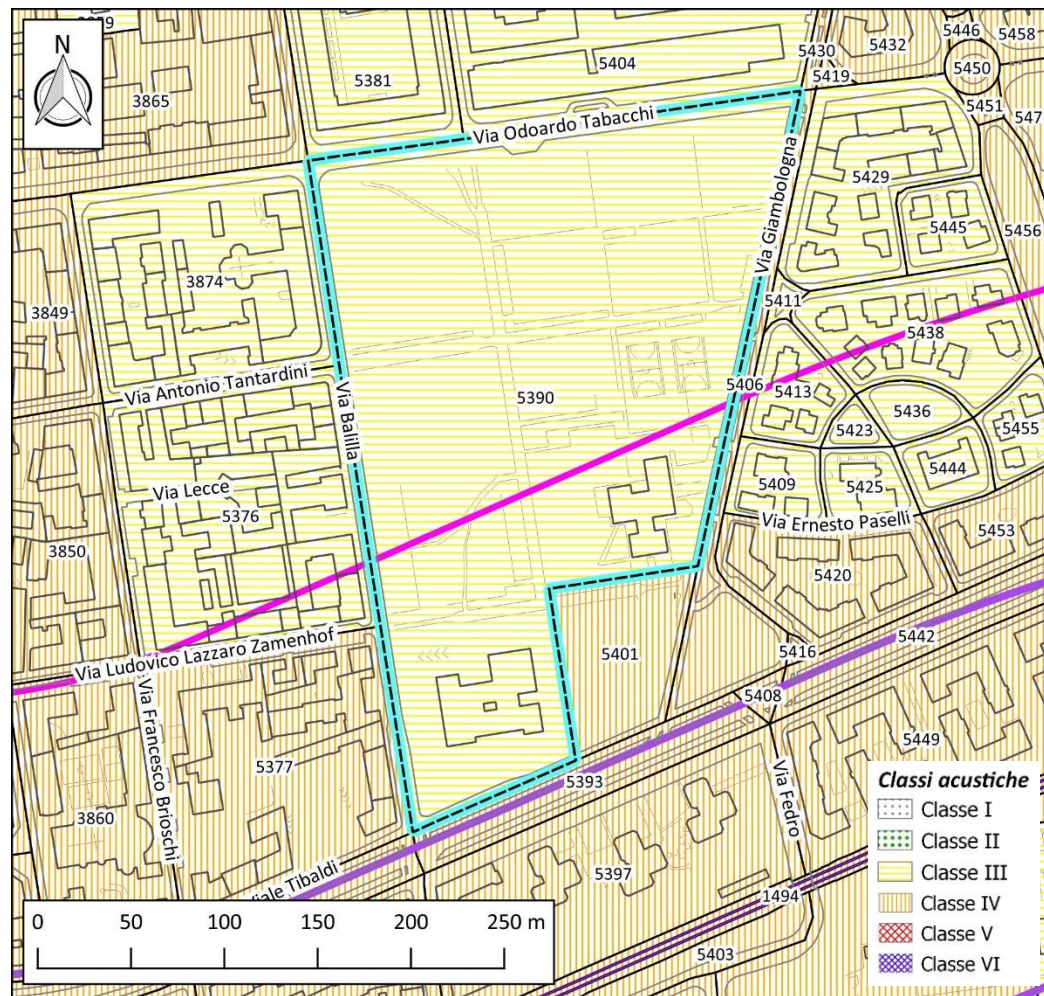 N
3859
5381
5404
5430
5432
5446
5458
5450
5419
5451
547
3865
Via Odoardo Tabacchi
Via Giambologna
5429
5445
5456
3874
3849
5411
5438
Via Antonio Tantardini
Via Balilla
5390
5406
5413
5436
5423
5455
Via Lecce
5376
5444
5409
5425
3850
Via Ernesto Paselli
5453
5420
5442
Via Ludovico Lazzaro Zamenhof
5401
5416
5408
Via Francesco Brioschi
5377
5393
5449
3860
Via Fedro
5397
Viale Tibaldi
1494
5403
0 50 100 150 200 250 m
Classi acustiche
Classe I
Classe II
Classe III
Classe IV
Classe V
Classe VI